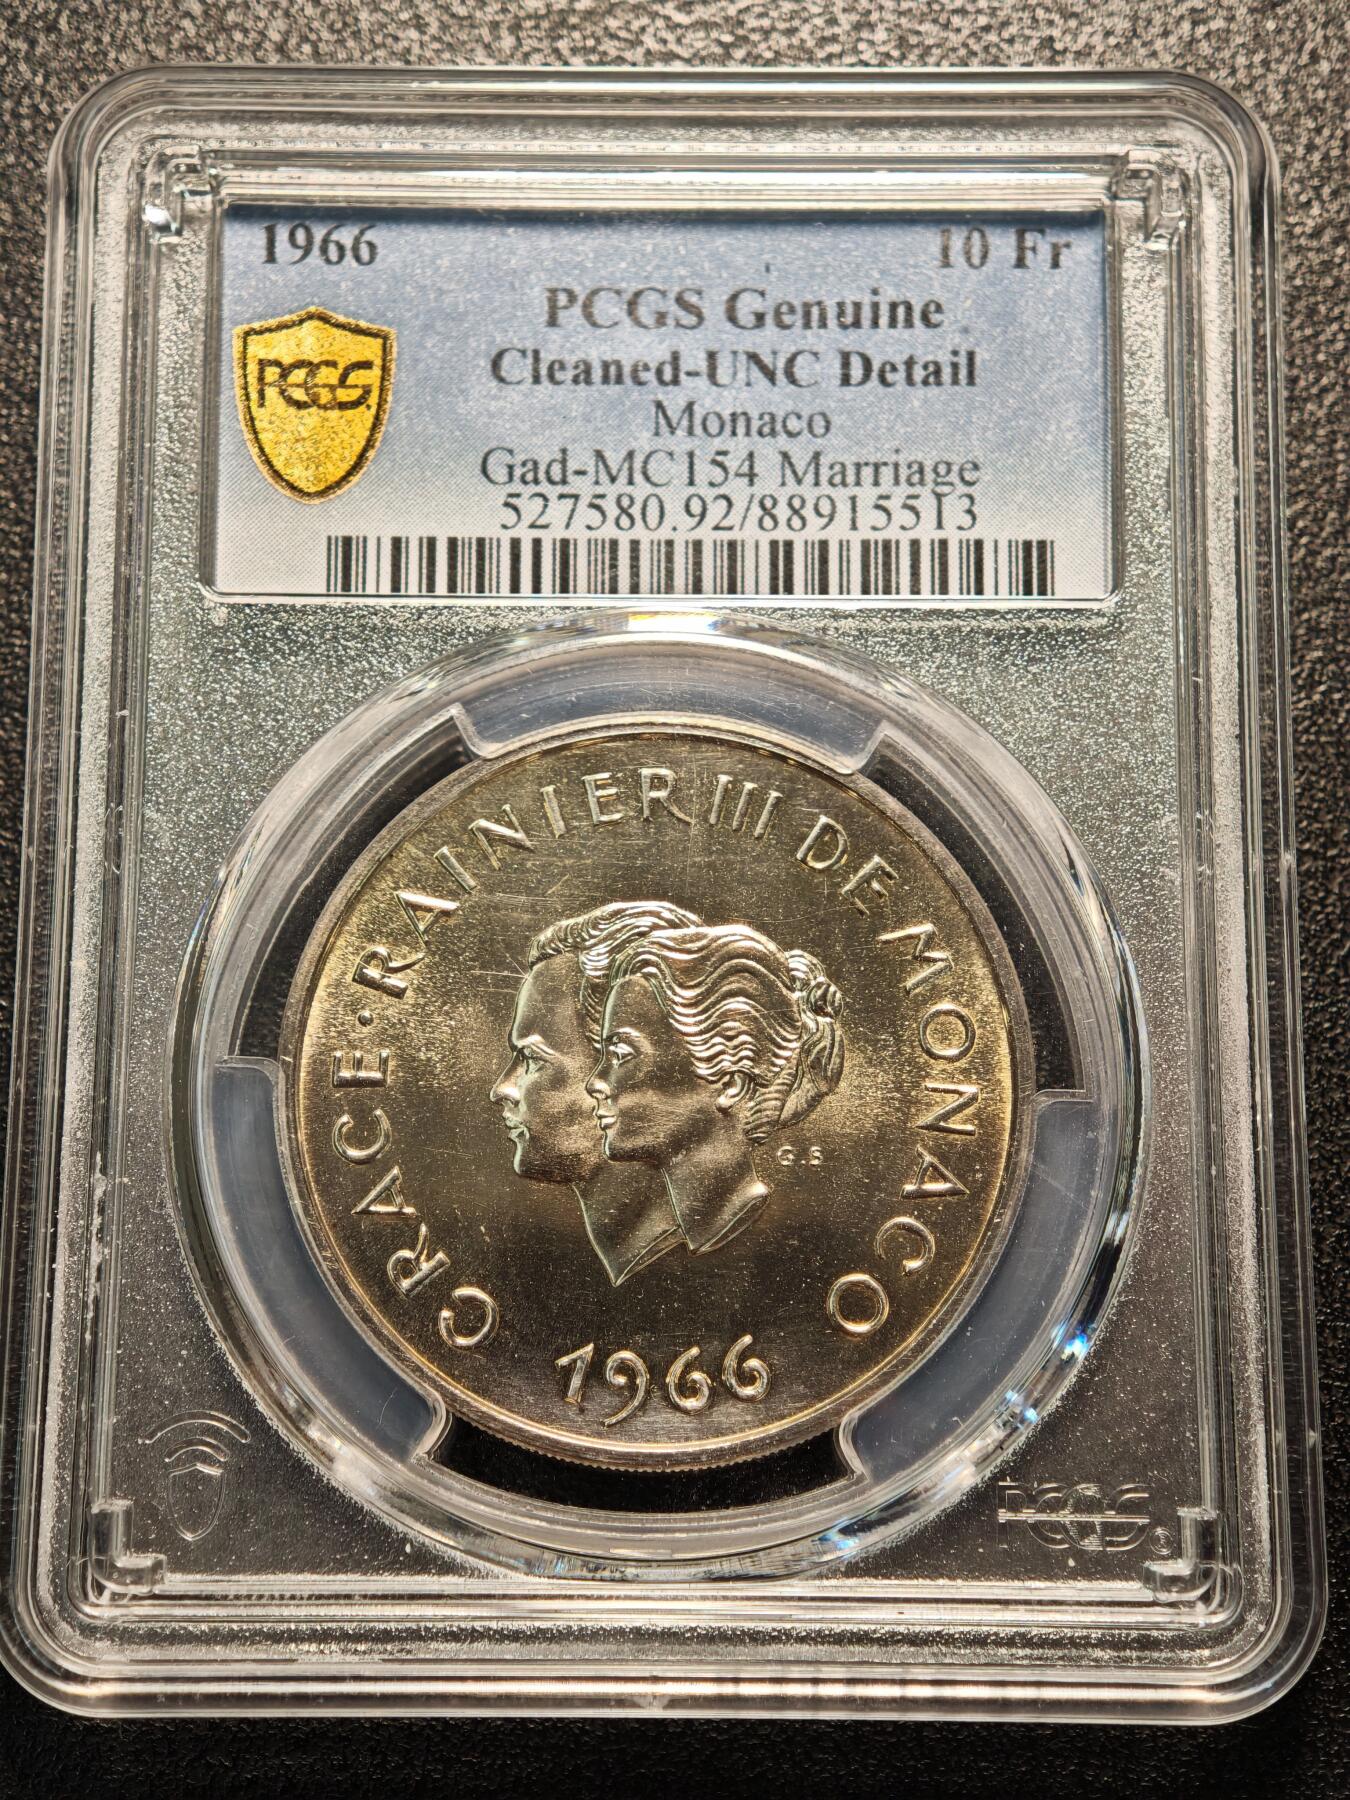 1966 10 Fr
PCGS Genuine
Cleaned-UNC Detail
Monaco
Gad-MC154 Marriage
527580.92/88915513
PCGS
GRACE · RAINIER III DE MONACO
G.S
1966
PCGS